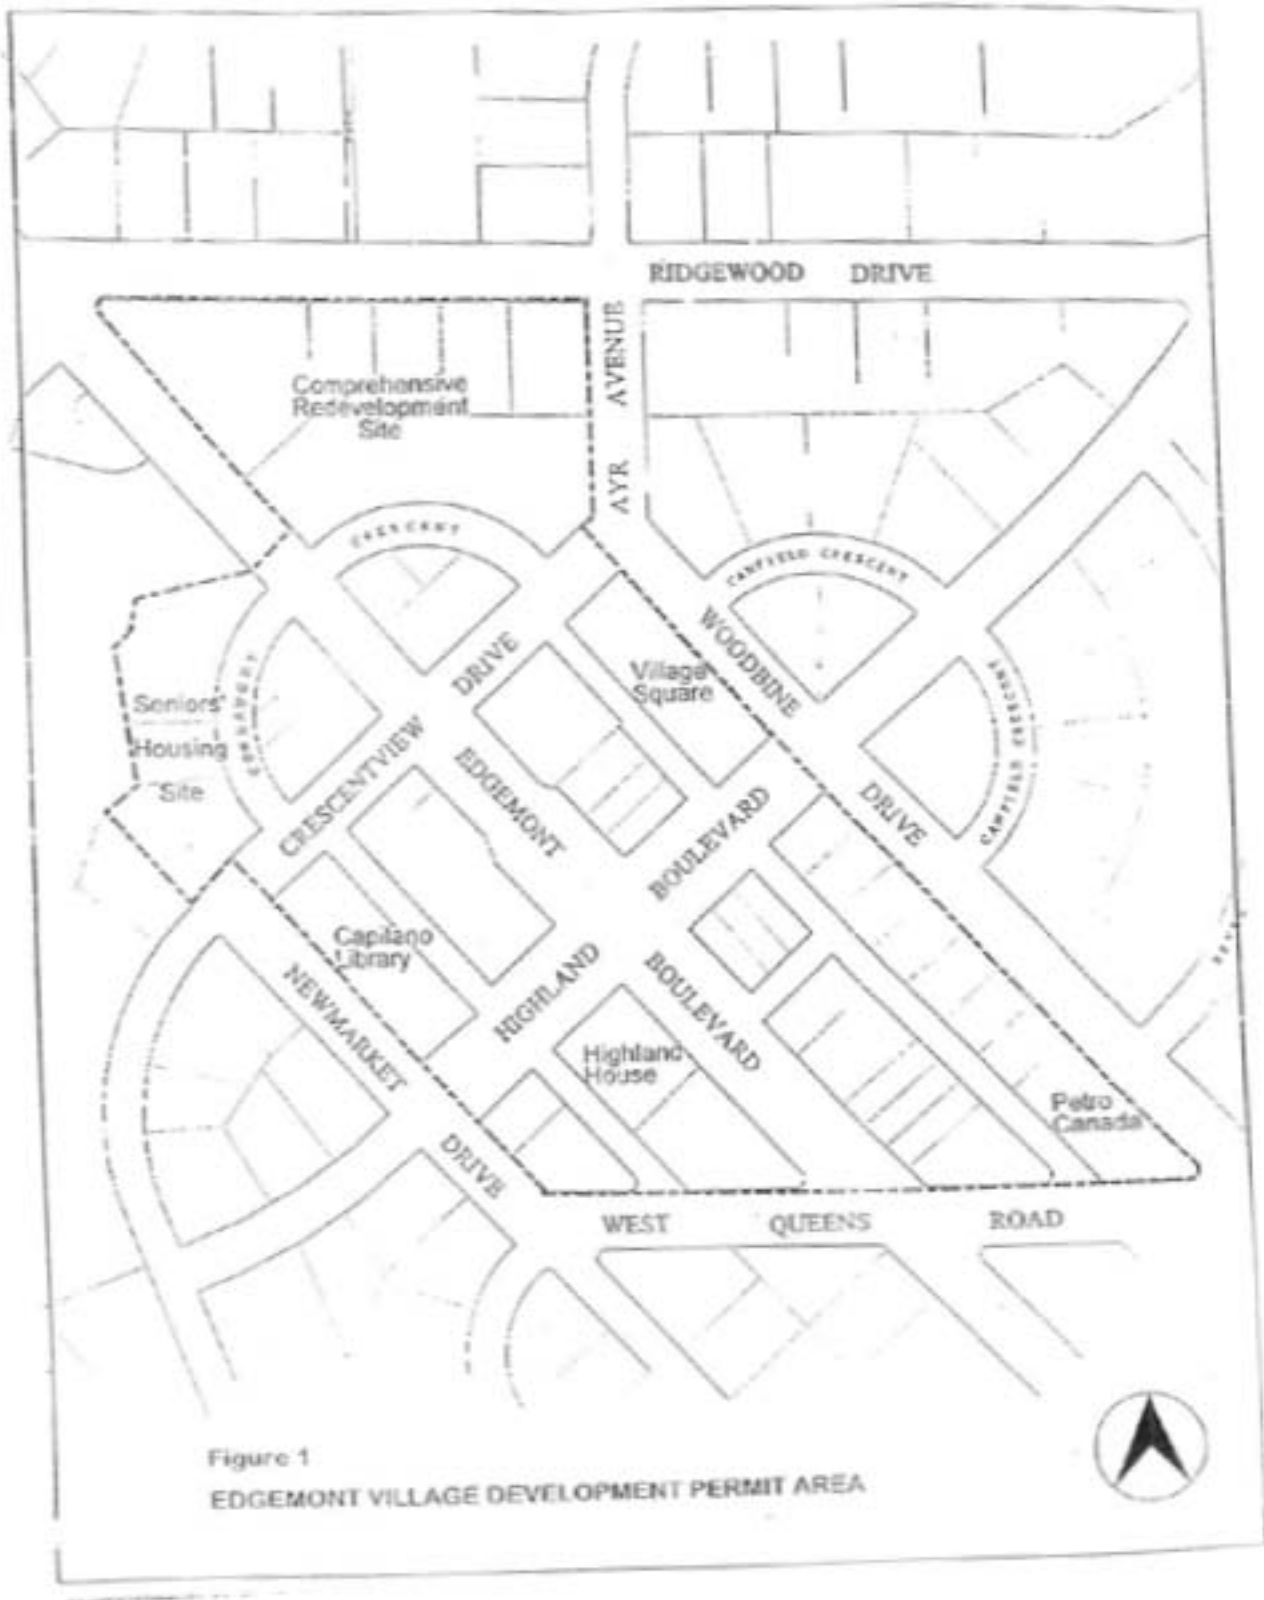 RIDGEWOOD DRIVE
AYR AVENUE
Comprehensive
Redevelopment
Site
CRESCENT
CANFIELD CRESCENT
WOODBINE
DRIVE
Village
Square
CRESCENTVIEW
DRIVE
Seniors'
Housing
Site
EDGEMONT
BOULEVARD
CANFIELD CRESCENT
HIGHLAND
BOULEVARD
Capilano
Library
NEWMARKET
DRIVE
Highland
House
Petro
Canada
WEST QUEENS ROAD
Figure 1
EDGEMONT VILLAGE DEVELOPMENT PERMIT AREA